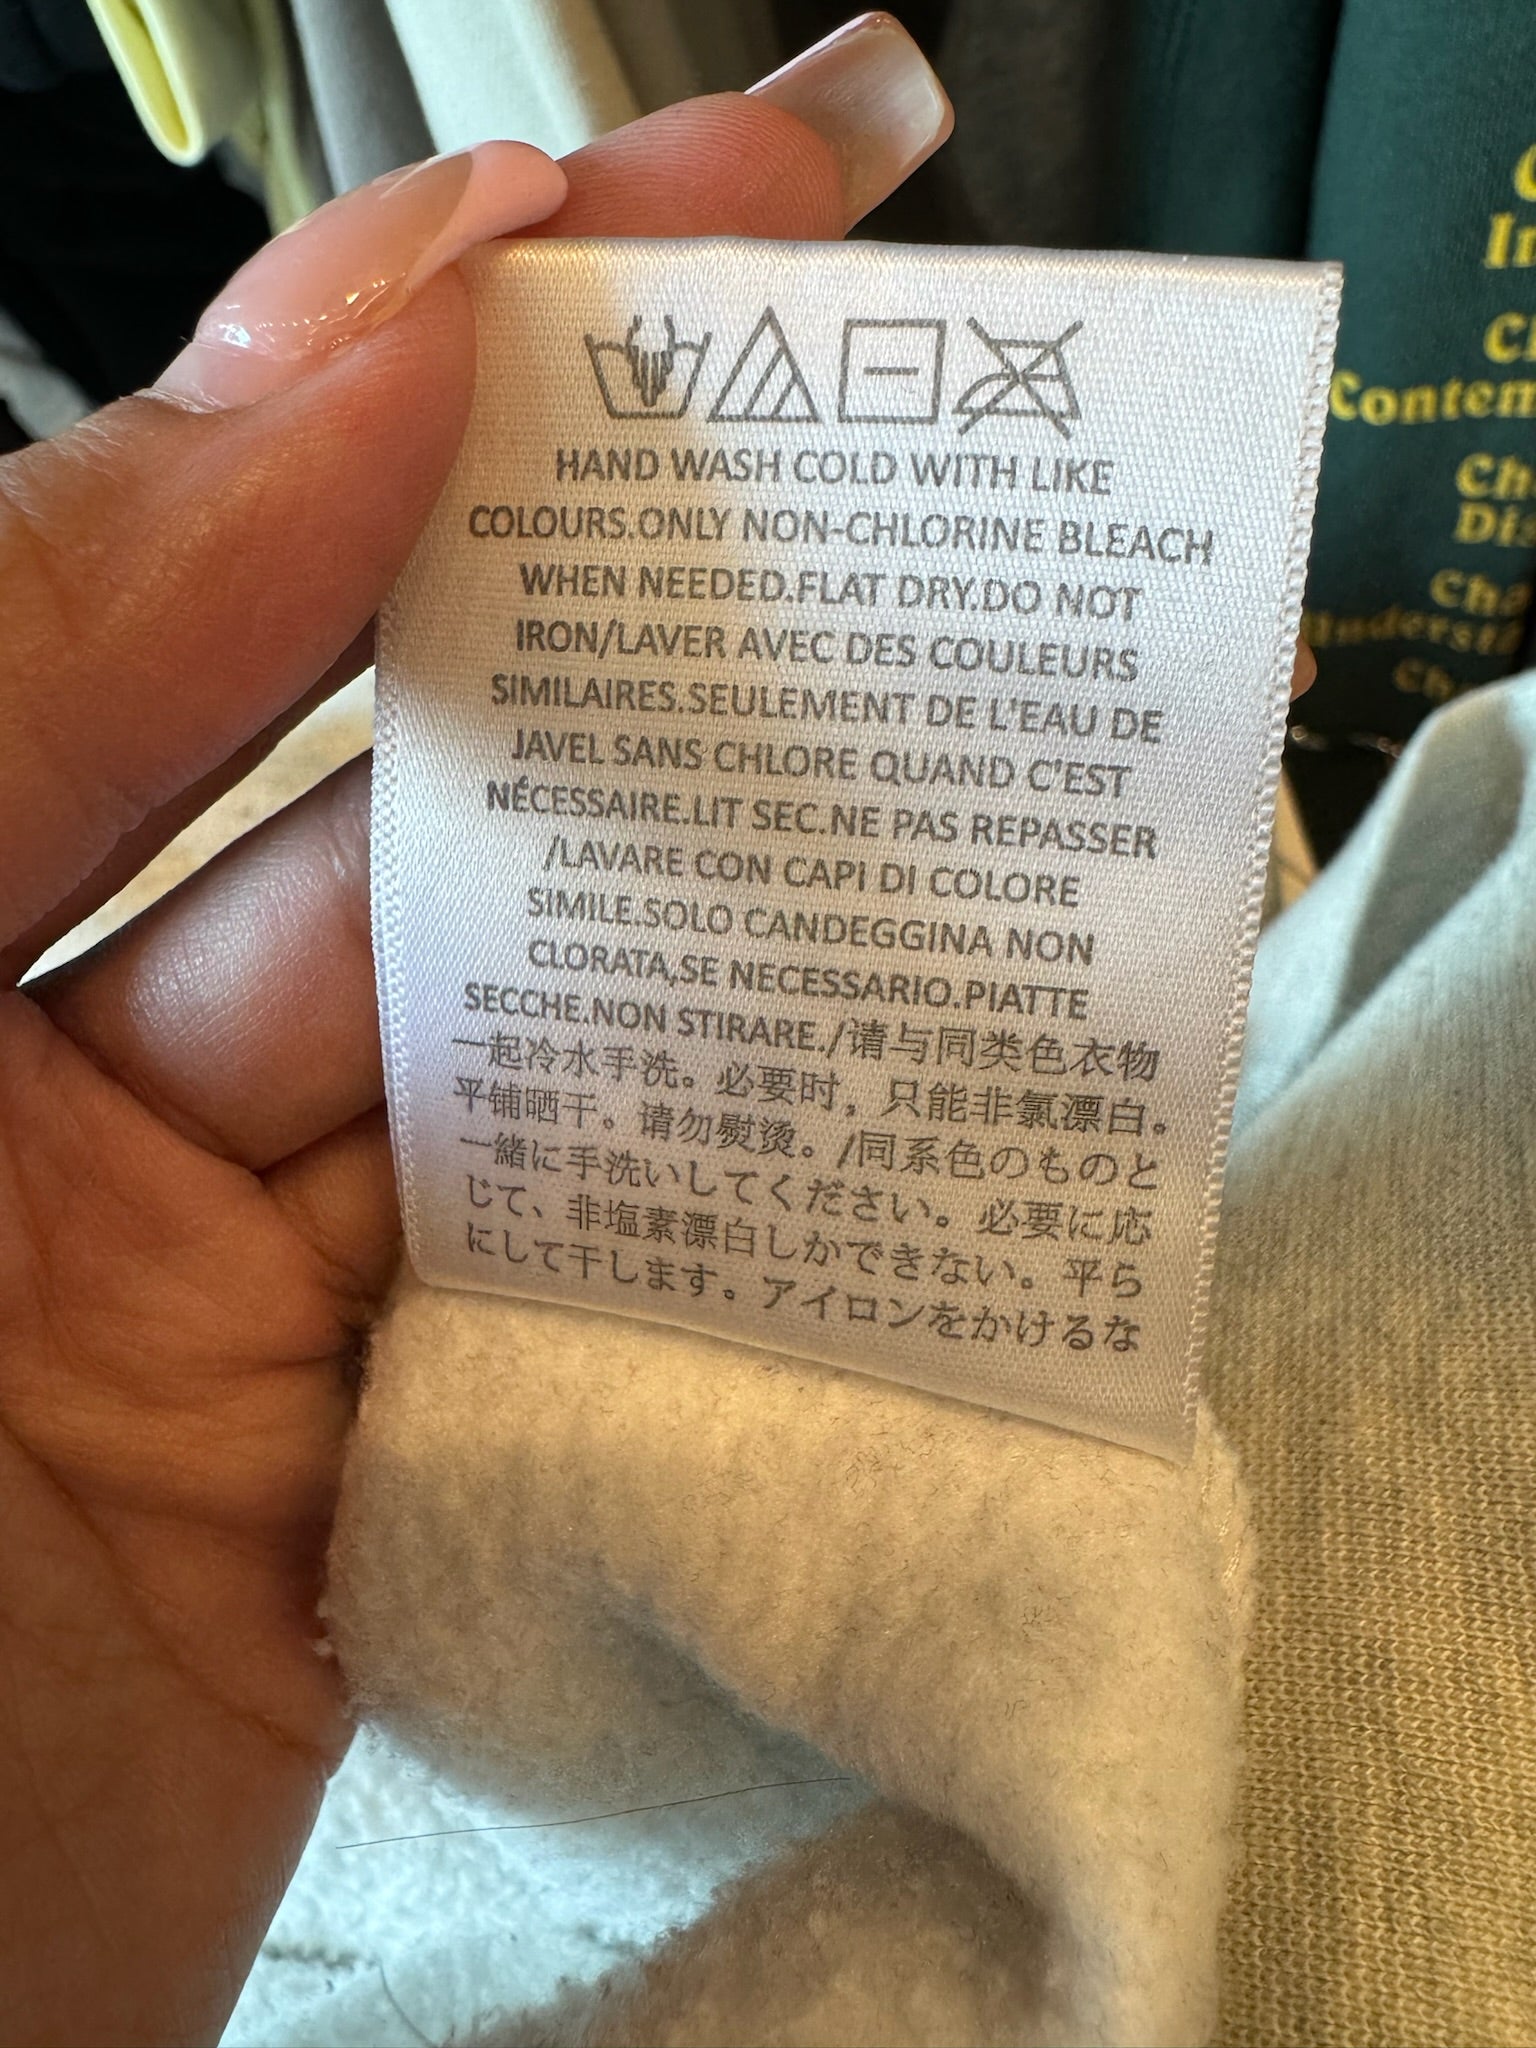 HAND WASH COLD WITH LIKE
COLOURS.ONLY NON-CHLORINE BLEACH
WHEN NEEDED.FLAT DRY.DO NOT
IRON/LAVER AVEC DES COULEURS
SIMILAIRES.SEULEMENT DE L'EAU DE
JAVEL SANS CHLORE QUAND C'EST
NÉCESSAIRE.LIT SEC.NE PAS REPASSER
/LAVARE CON CAPI DI COLORE
SIMILE.SOLO CANDEGGINA NON
CLORATA,SE NECESSARIO.PIATTE
SECCHE.NON STIRARE./请与同类色衣物
一起冷水手洗。必要时，只能非氯漂白。
平铺晒干。请勿熨烫。/同系色のものと
一緒に手洗いしてください。必要に応
じて、非塩素漂白しかできない。平ら
にして干します。アイロンをかけるな